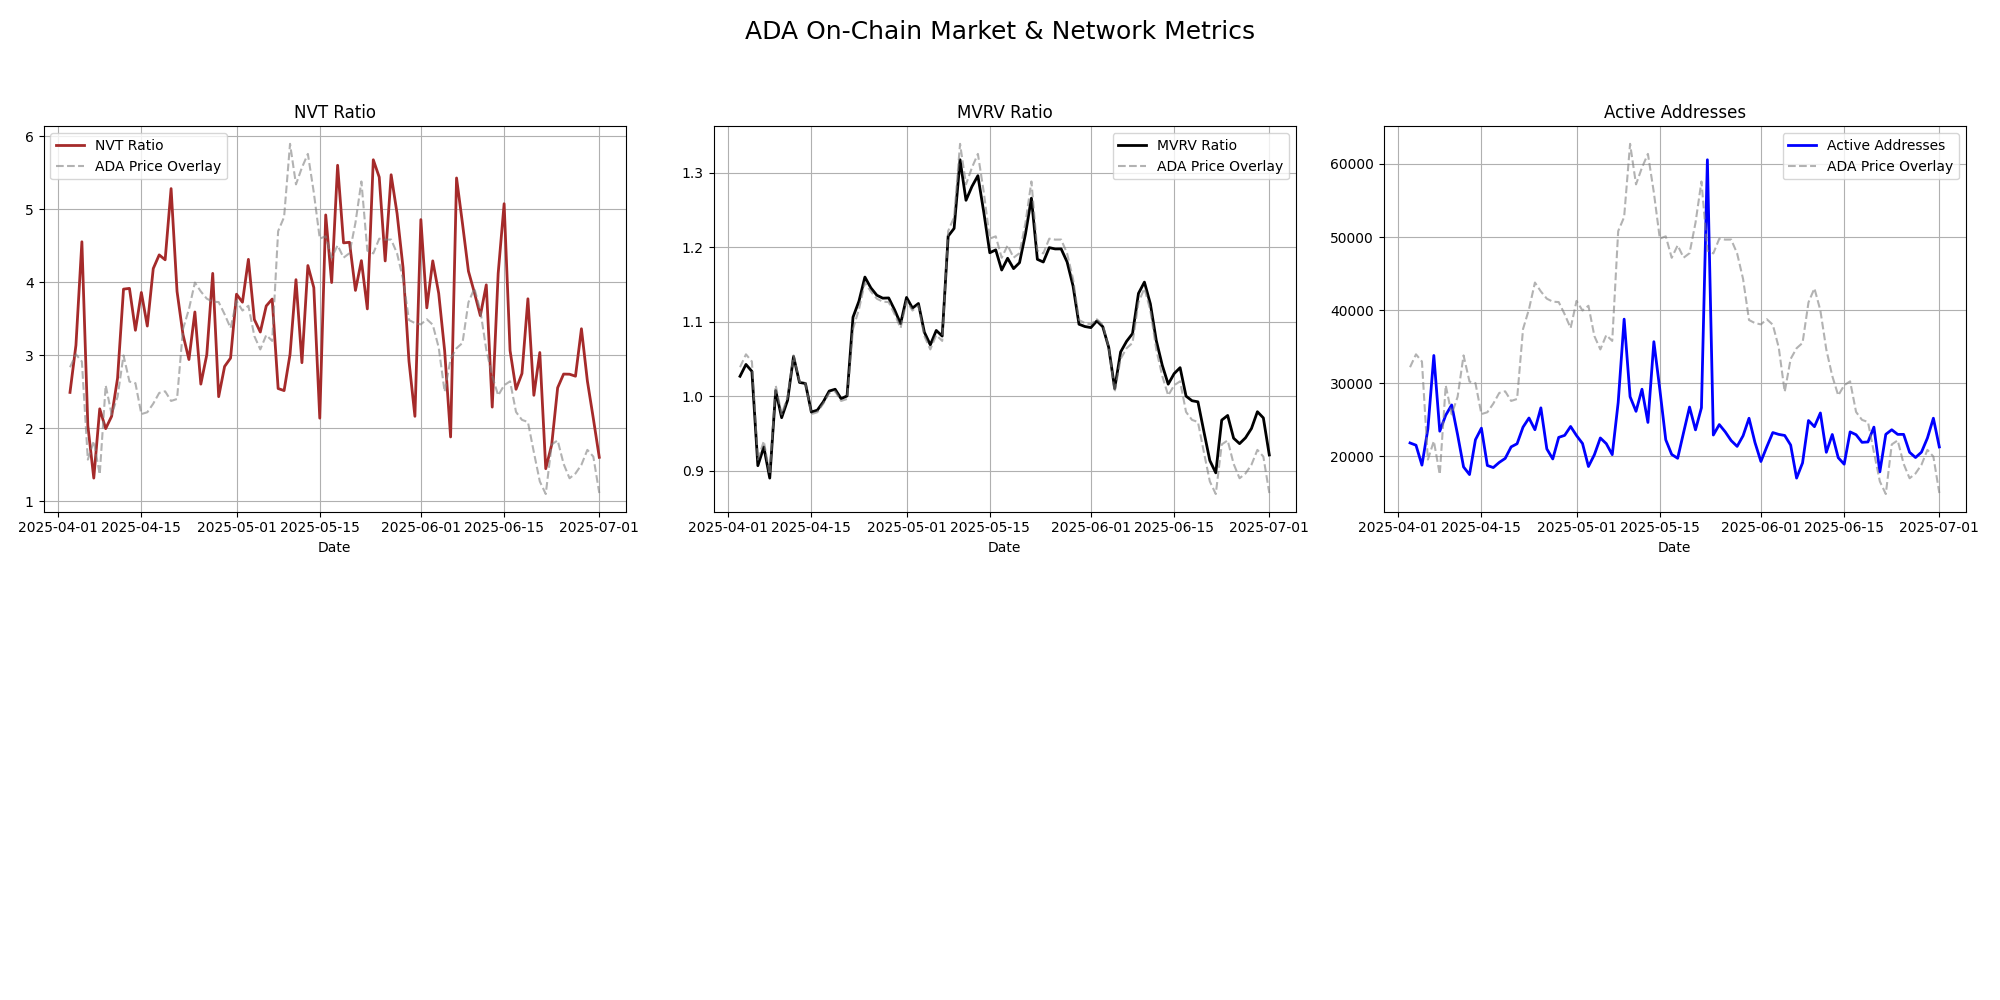 ADA On-Chain Market & Network Metrics
NVT Ratio
NVT Ratio
ADA Price Overlay
6
5
4
3
2
1
2025-04-01 2025-04-15 2025-05-01 2025-05-15 2025-06-01 2025-06-15 2025-07-01
Date
MVRV Ratio
MVRV Ratio
ADA Price Overlay
1.3
1.2
1.1
1.0
0.9
2025-04-01 2025-04-15 2025-05-01 2025-05-15 2025-06-01 2025-06-15 2025-07-01
Date
Active Addresses
Active Addresses
ADA Price Overlay
60000
50000
40000
30000
20000
2025-04-01 2025-04-15 2025-05-01 2025-05-15 2025-06-01 2025-06-15 2025-07-01
Date